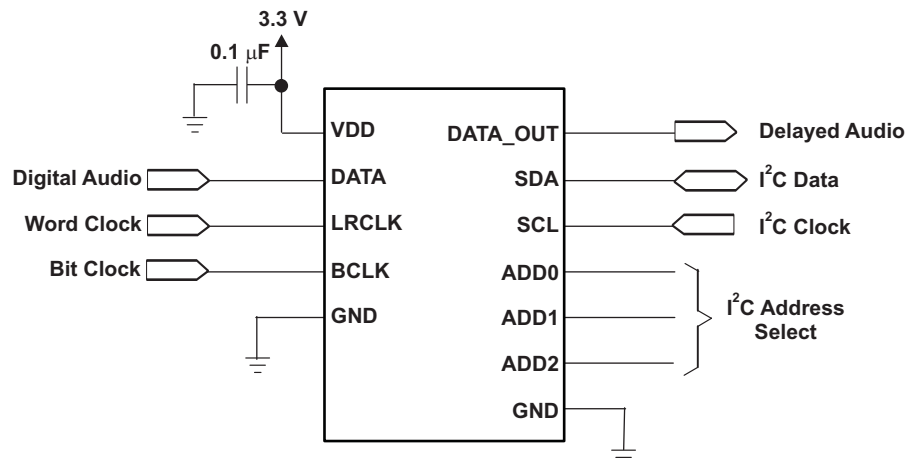 3.3 V
0.1 μF
VDD
DATA_OUT
Delayed Audio
Digital Audio
DATA
SDA
I²C Data
Word Clock
LRCLK
SCL
I²C Clock
Bit Clock
BCLK
ADD0
GND
ADD1
I²C Address
Select
ADD2
GND